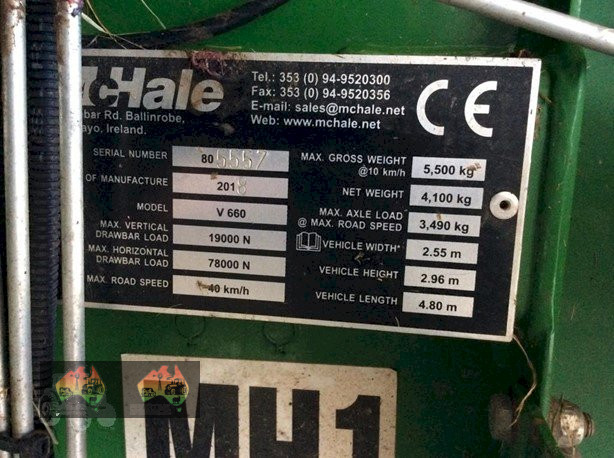 McHale
Tel.: 353 (0) 94-9520300
Fax: 353 (0) 94-9520356
E-mail: sales@mchale.net
Web: www.mchale.net
CE
bar Rd. Ballinrobe,
ayo, Ireland.
SERIAL NUMBER 805557
OF MANUFACTURE 2018
MODEL V 660
MAX. VERTICAL
DRAWBAR LOAD 19000 N
MAX. HORIZONTAL
DRAWBAR LOAD 78000 N
MAX. ROAD SPEED 40 km/h
MAX. GROSS WEIGHT
@10 km/h 5,500 kg
NET WEIGHT 4,100 kg
MAX. AXLE LOAD
@ MAX. ROAD SPEED 3,490 kg
VEHICLE WIDTH* 2.55 m
VEHICLE HEIGHT 2.96 m
VEHICLE LENGTH 4.80 m
MH1